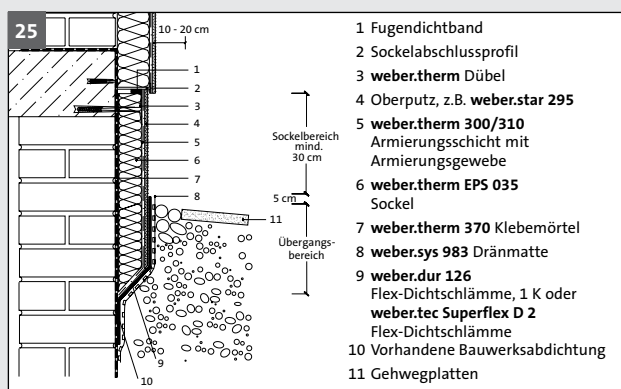 25
10 - 20 cm
1
2
3
4
5
6
7
8
Sockelbereich
mind.
30 cm
5 cm
11
Übergangs-
bereich
9
10
1 Fugendichtband
2 Sockelabschlussprofil
3 weber.therm Dübel
4 Oberputz, z.B. weber.star 295
5 weber.therm 300/310
Armierungsschicht mit
Armierungsgewebe
6 weber.therm EPS 035
Sockel
7 weber.therm 370 Klebemörtel
8 weber.sys 983 Dränmatte
9 weber.dur 126
Flex-Dichtschlämme, 1 K oder
weber.tec Superflex D 2
Flex-Dichtschlämme
10 Vorhandene Bauwerksabdichtung
11 Gehwegplatten